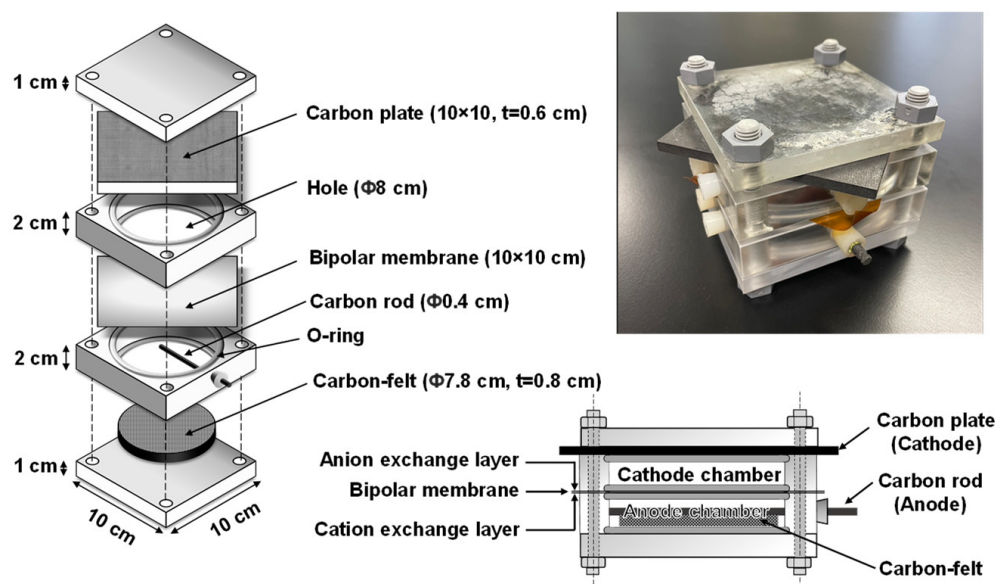 1 cm
Carbon plate (10×10, t=0.6 cm)
Hole (Φ8 cm)
2 cm
Bipolar membrane (10×10 cm)
Carbon rod (Φ0.4 cm)
O-ring
2 cm
Carbon-felt (Φ7.8 cm, t=0.8 cm)
1 cm
10 cm
10 cm
Carbon plate
(Cathode)
Anion exchange layer
Cathode chamber
Bipolar membrane
Carbon rod
(Anode)
Anode chamber
Cation exchange layer
Carbon-felt